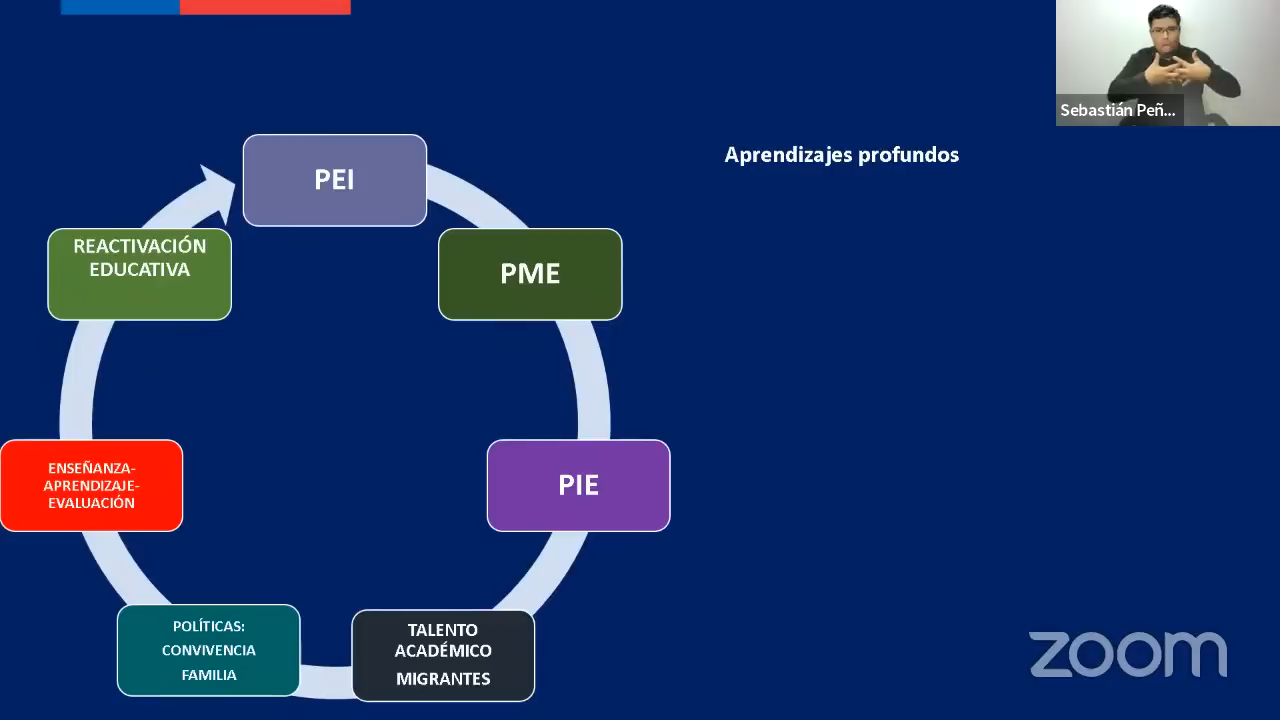 Sebastián Peñ...
Aprendizajes profundos
PEI
REACTIVACIÓN
EDUCATIVA
PME
ENSEÑANZA-
APRENDIZAJE-
EVALUACIÓN
PIE
POLÍTICAS:
CONVIVENCIA
FAMILIA
TALENTO
ACADÉMICO
MIGRANTES
zoom